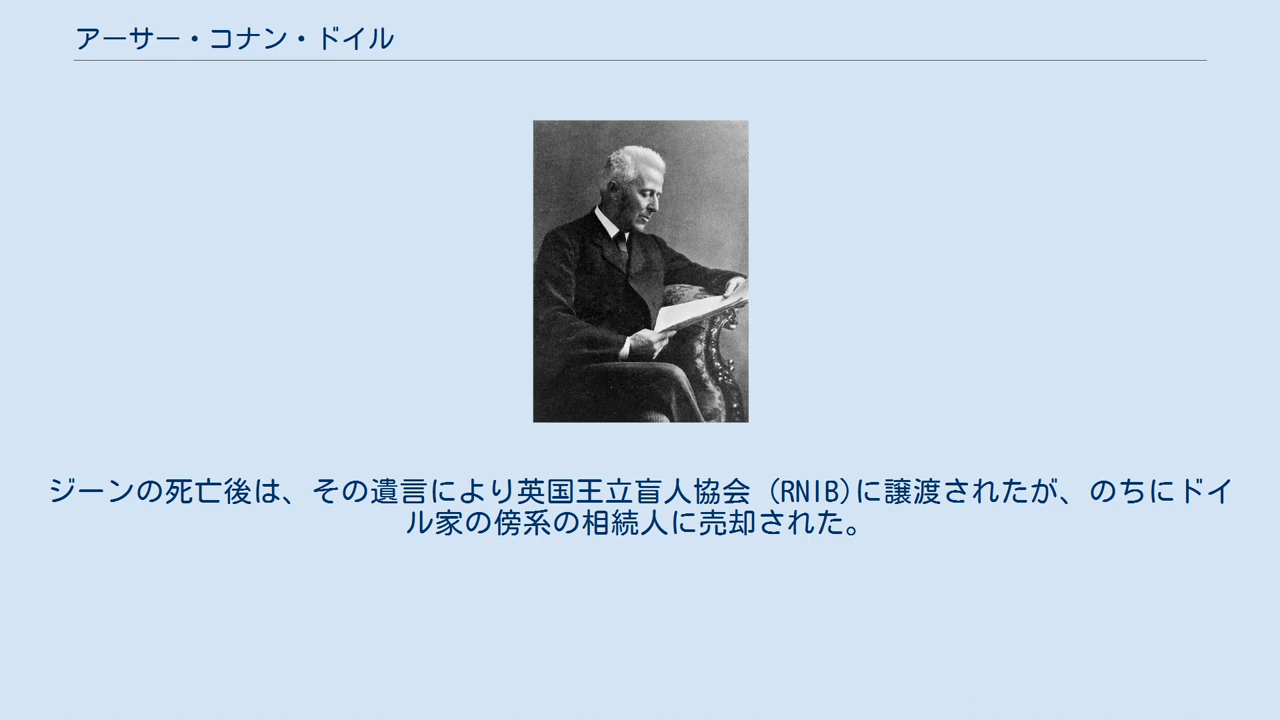 アーサー・コナン・ドイル
ジーンの死亡後は、その遺言により英国王立盲人協会 (RNIB)に譲渡されたが、のちにドイ
ル家の傍系の相続人に売却された。